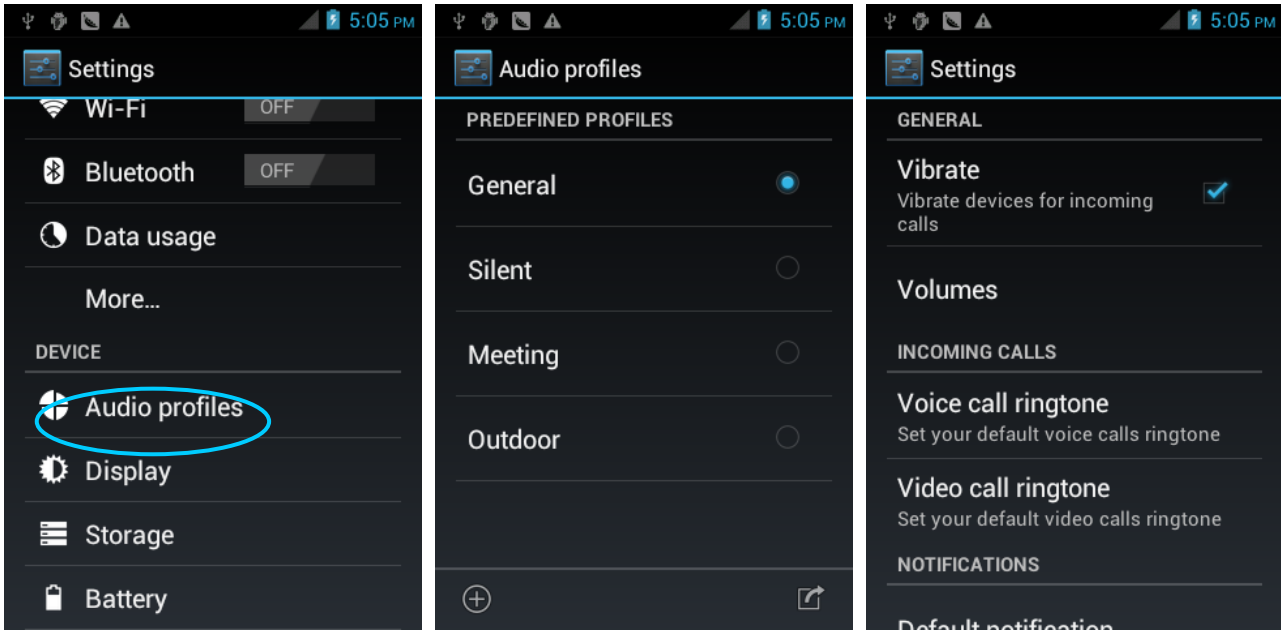 5:05 PM
Settings
Wi-Fi
OFF
Bluetooth
OFF
Data usage
More...
DEVICE
Audio profiles
Display
Storage
Battery
5:05 PM
Audio profiles
PREDEFINED PROFILES
General
Silent
Meeting
Outdoor
5:05 PM
Settings
GENERAL
Vibrate
Vibrate devices for incoming
calls
Volumes
INCOMING CALLS
Voice call ringtone
Set your default voice calls ringtone
Video call ringtone
Set your default video calls ringtone
NOTIFICATIONS
Default notification